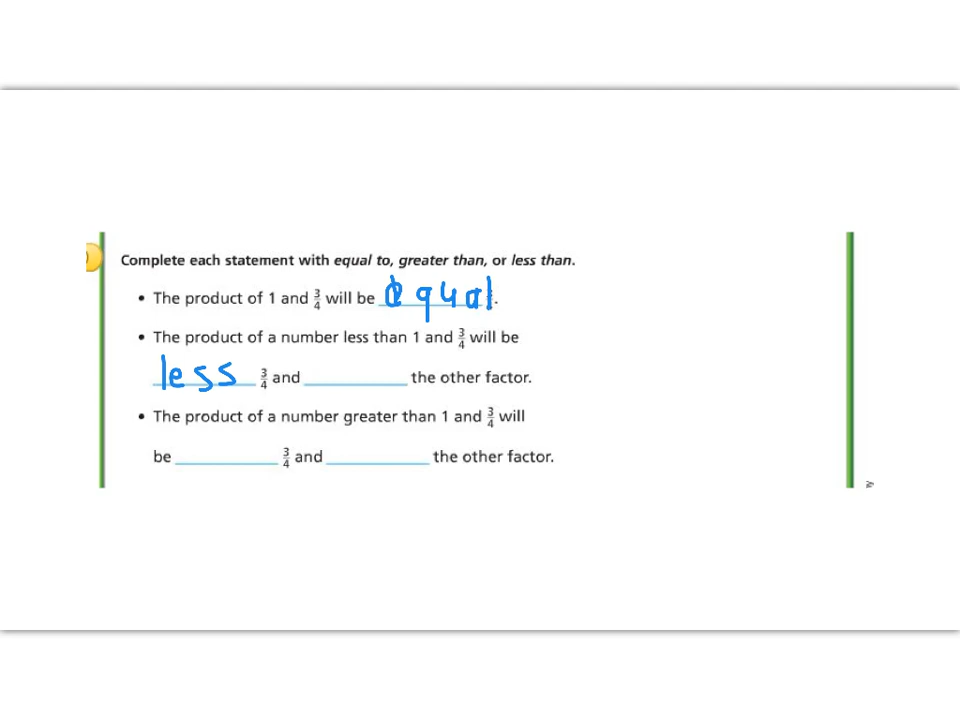 Complete each statement with equal to, greater than, or less than.
• The product of 1 and 3/4 will be equal.
• The product of a number less than 1 and 3/4 will be
less 3/4 and ____________ the other factor.
• The product of a number greater than 1 and 3/4 will
be ____________ 3/4 and ____________ the other factor.